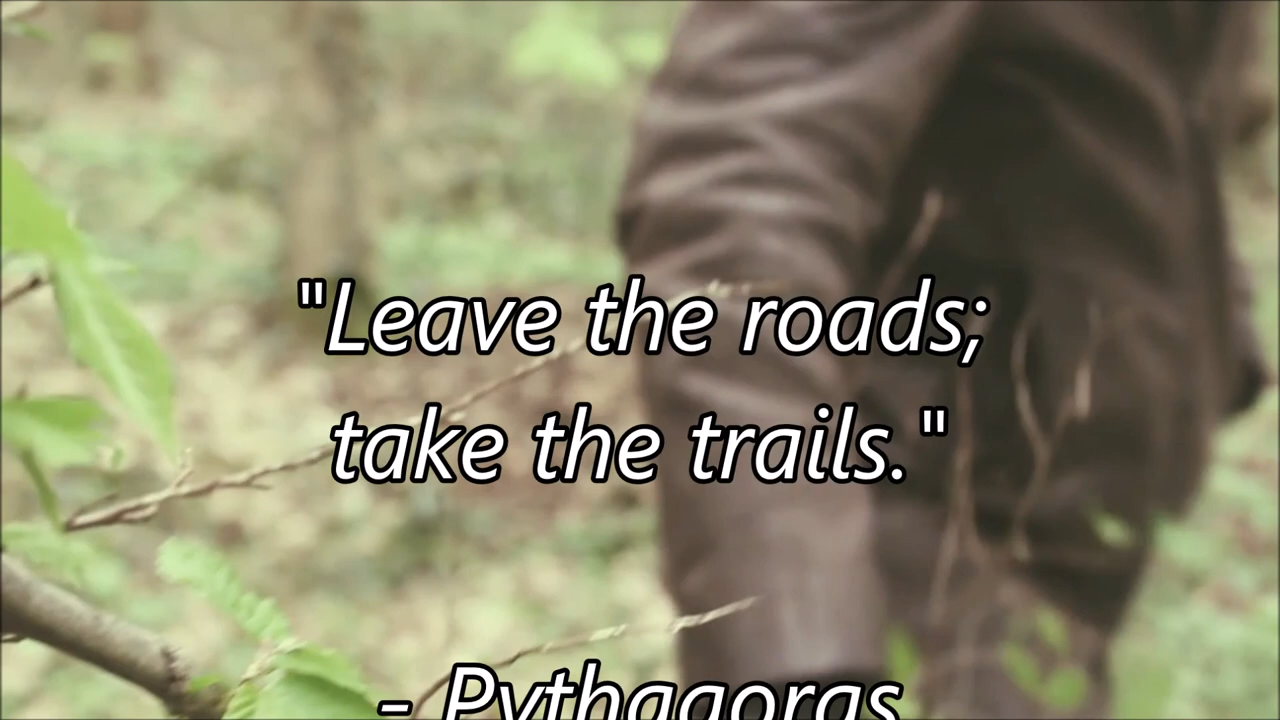 "Leave the roads;
take the trails."
- Pythagoras